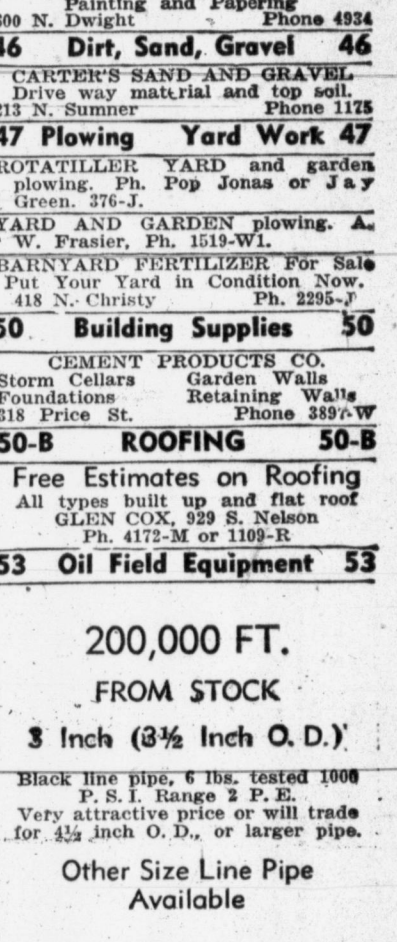 Painting and Papering
600 N. Dwight Phone 4934
46 Dirt, Sand, Gravel 46
CARTER'S SAND AND GRAVEL
Drive way material and top soil.
213 N. Sumner Phone 1175
47 Plowing Yard Work 47
ROTATILLER YARD and garden
plowing. Ph. Pop Jonas or Jay
Green. 376-J.
YARD AND GARDEN plowing. A.
W. Frasier, Ph. 1519-W1.
BARNYARD FERTILIZER For Sale
Put Your Yard in Condition Now.
418 N. Christy Ph. 2295-J
50 Building Supplies 50
CEMENT PRODUCTS CO.
Storm Cellars Garden Walls
Foundations Retaining Walls
318 Price St. Phone 3897-W
50-B ROOFING 50-B
Free Estimates on Roofing
All types built up and flat roof
GLEN COX, 929 S. Nelson
Ph. 4172-M or 1109-R
53 Oil Field Equipment 53
200,000 FT.
FROM STOCK
3 Inch (3½ Inch O. D.)
Black line pipe, 6 lbs. tested 1000
P. S. I. Range 2 P. E.
Very attractive price or will trade
for 4½ inch O. D., or larger pipe.
Other Size Line Pipe
Available